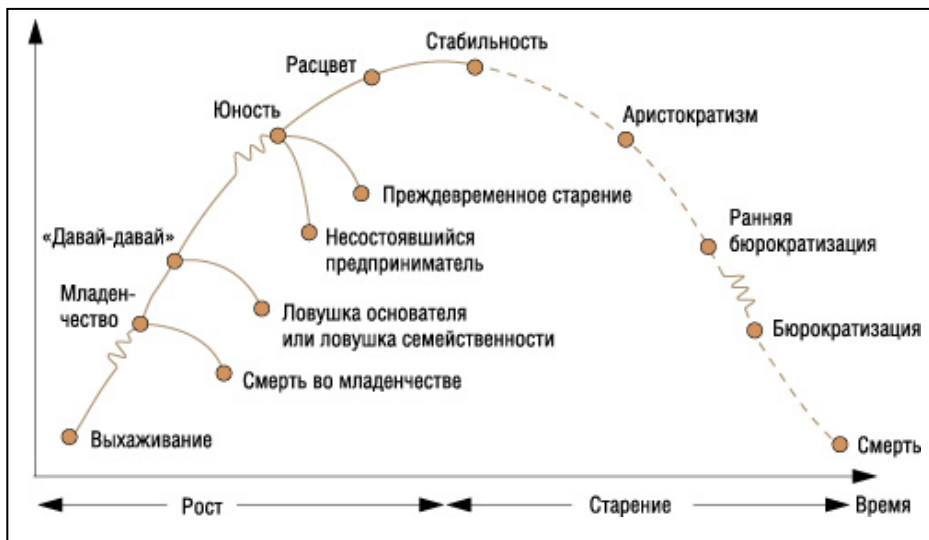 Стабильность
Расцвет
Юность
Аристократизм
Преждевременное старение
«Давай-давай»
Несостоявшийся
предприниматель
Ранняя
бюрократизация
Младен-
чество
Ловушка основателя
или ловушка семейственности
Бюрократизация
Смерть во младенчестве
Выхаживание
Смерть
Рост
Старение
Время